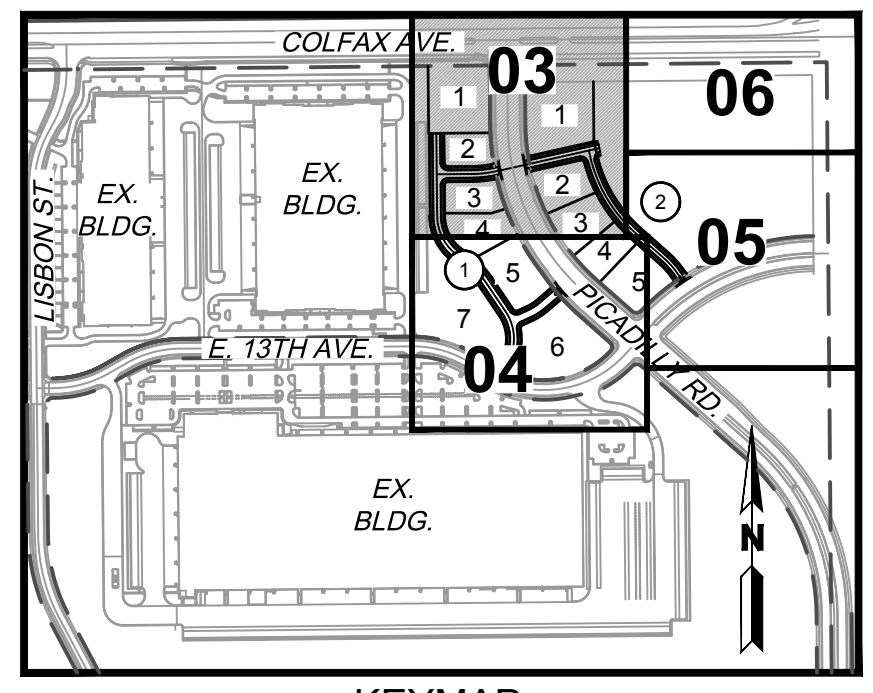 COLFAX AVE.
03
06
1
1
2
EX.
BLDG.
EX.
BLDG.
LISBON ST.
3
2
2
4
3
05
4
1
5
5
7
PICADILLY RD.
E. 13TH AVE.
6
04
EX.
BLDG.
N
KEYMAP